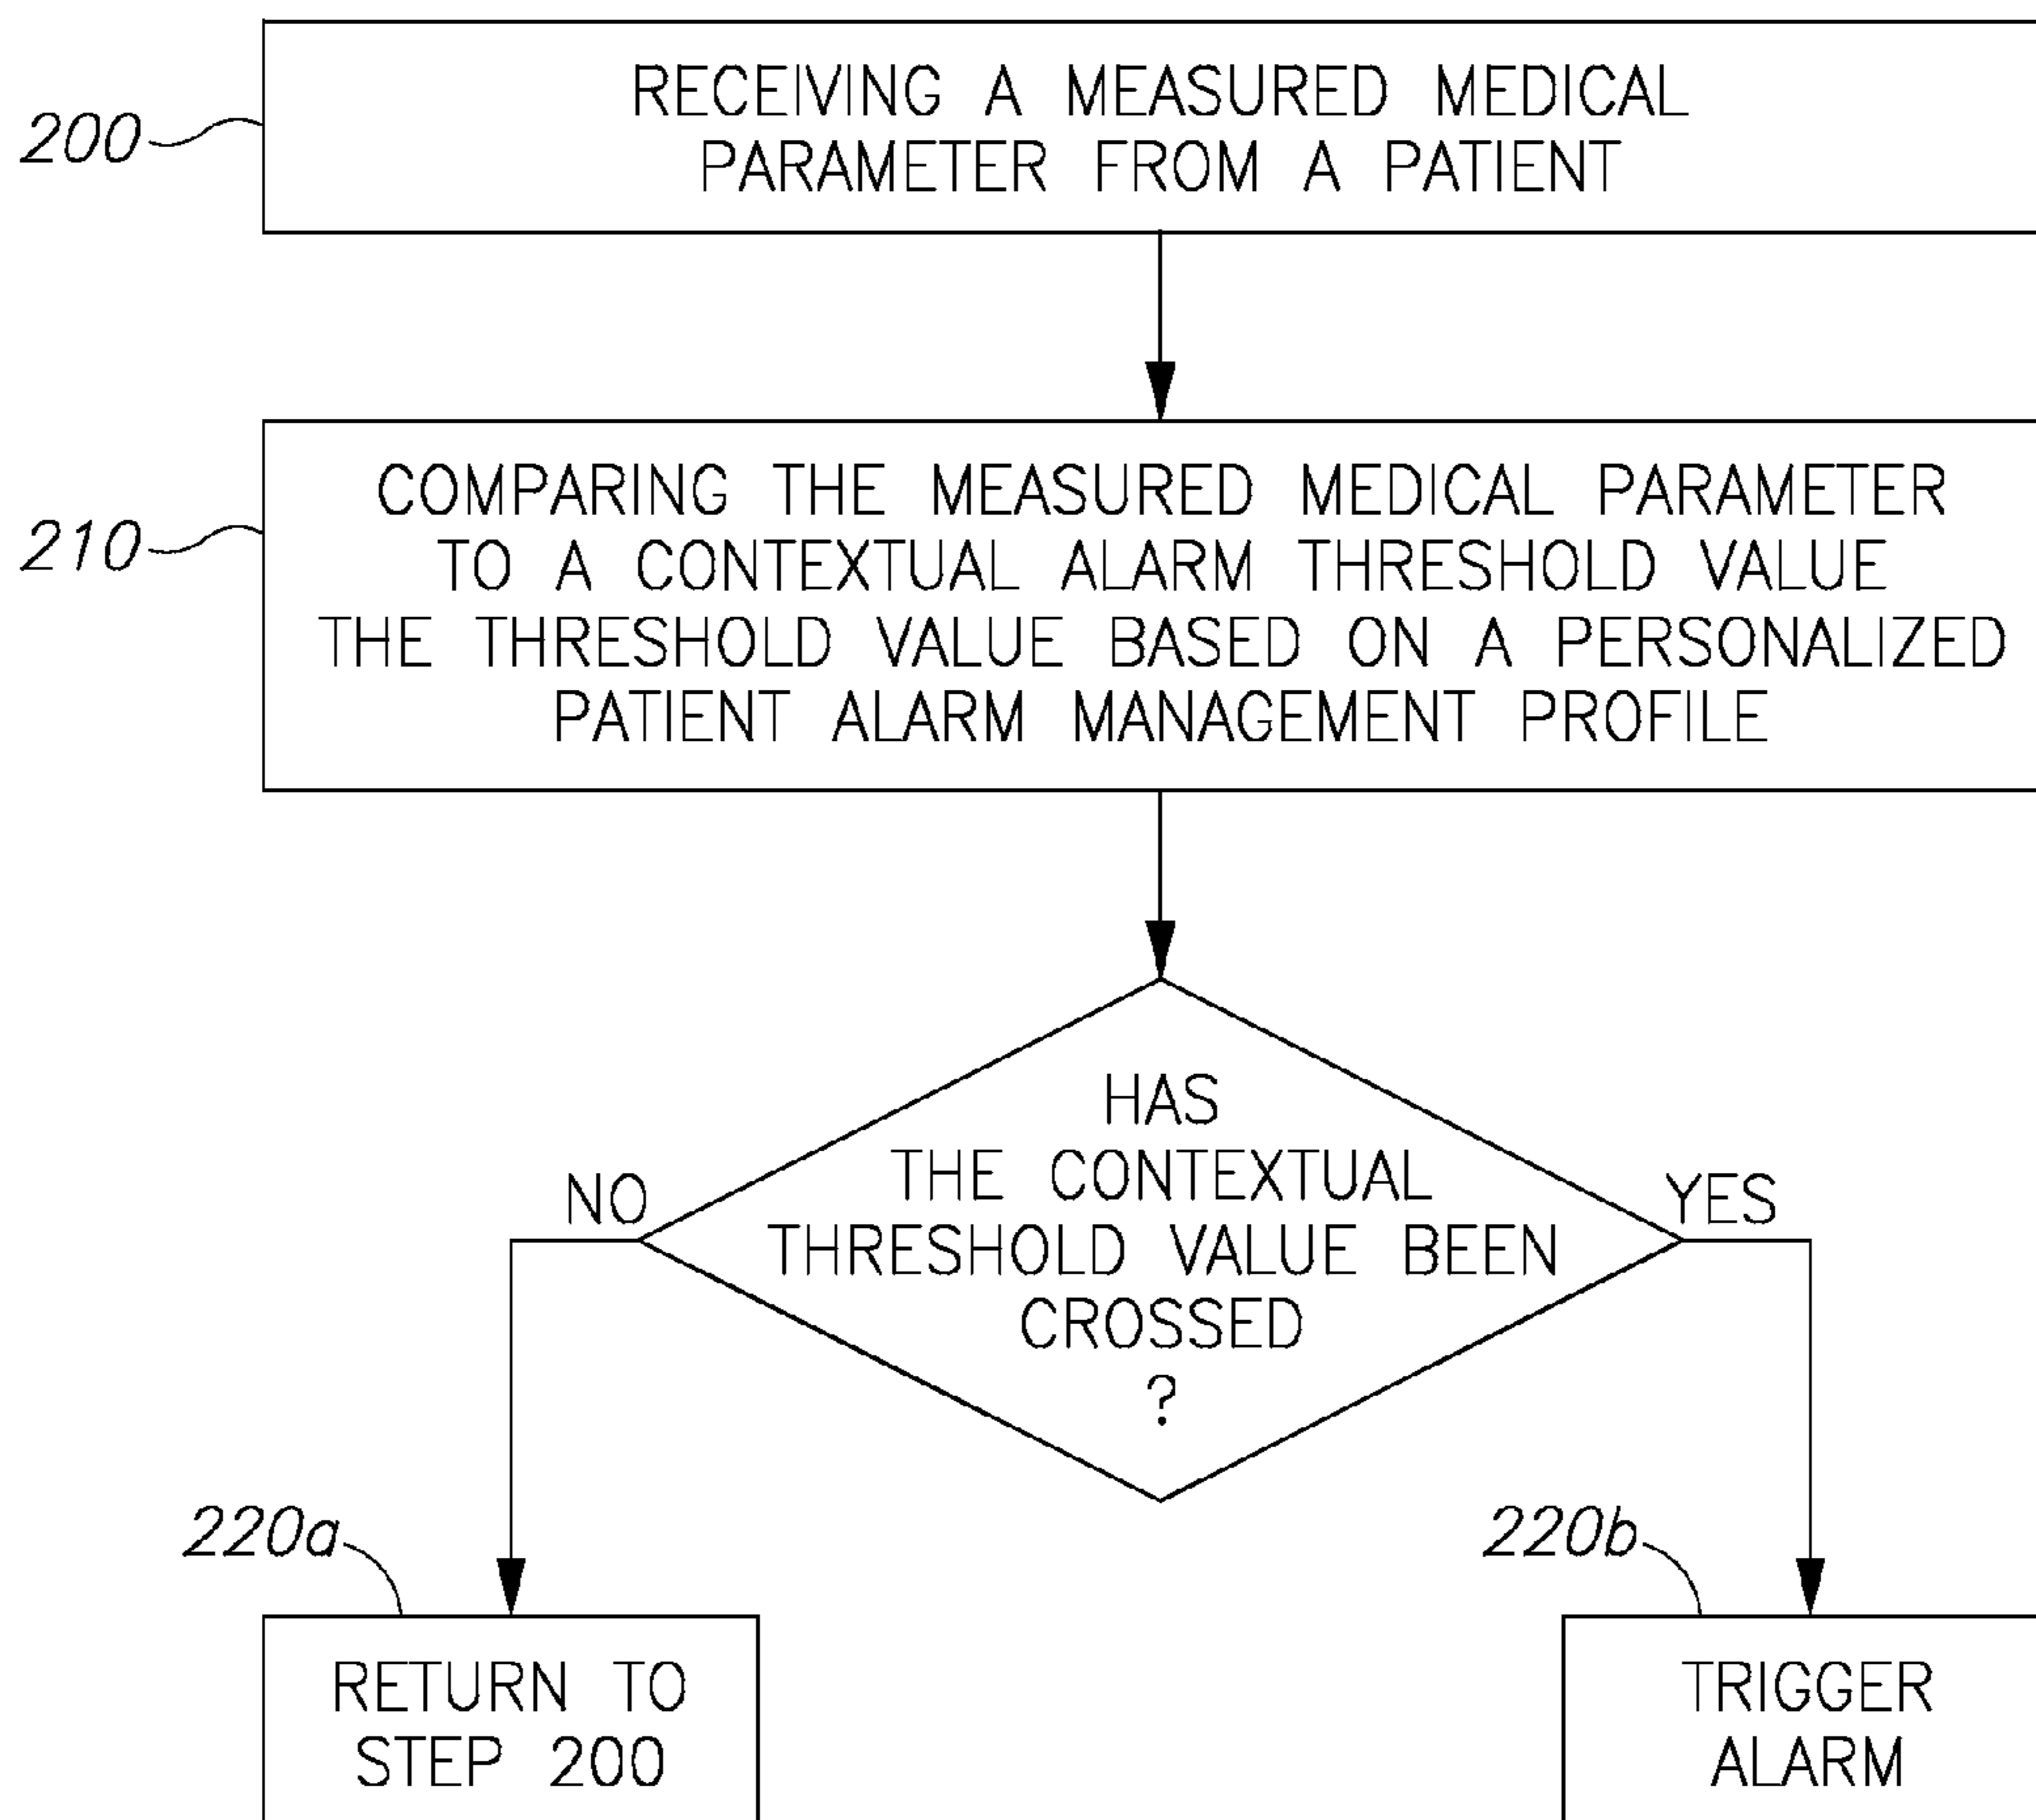 200
RECEIVING A MEASURED MEDICAL
PARAMETER FROM A PATIENT
210
COMPARING THE MEASURED MEDICAL PARAMETER
TO A CONTEXTUAL ALARM THRESHOLD VALUE
THE THRESHOLD VALUE BASED ON A PERSONALIZED
PATIENT ALARM MANAGEMENT PROFILE
HAS
THE CONTEXTUAL
THRESHOLD VALUE BEEN
CROSSED
?
NO
YES
220a
RETURN TO
STEP 200
220b
TRIGGER
ALARM